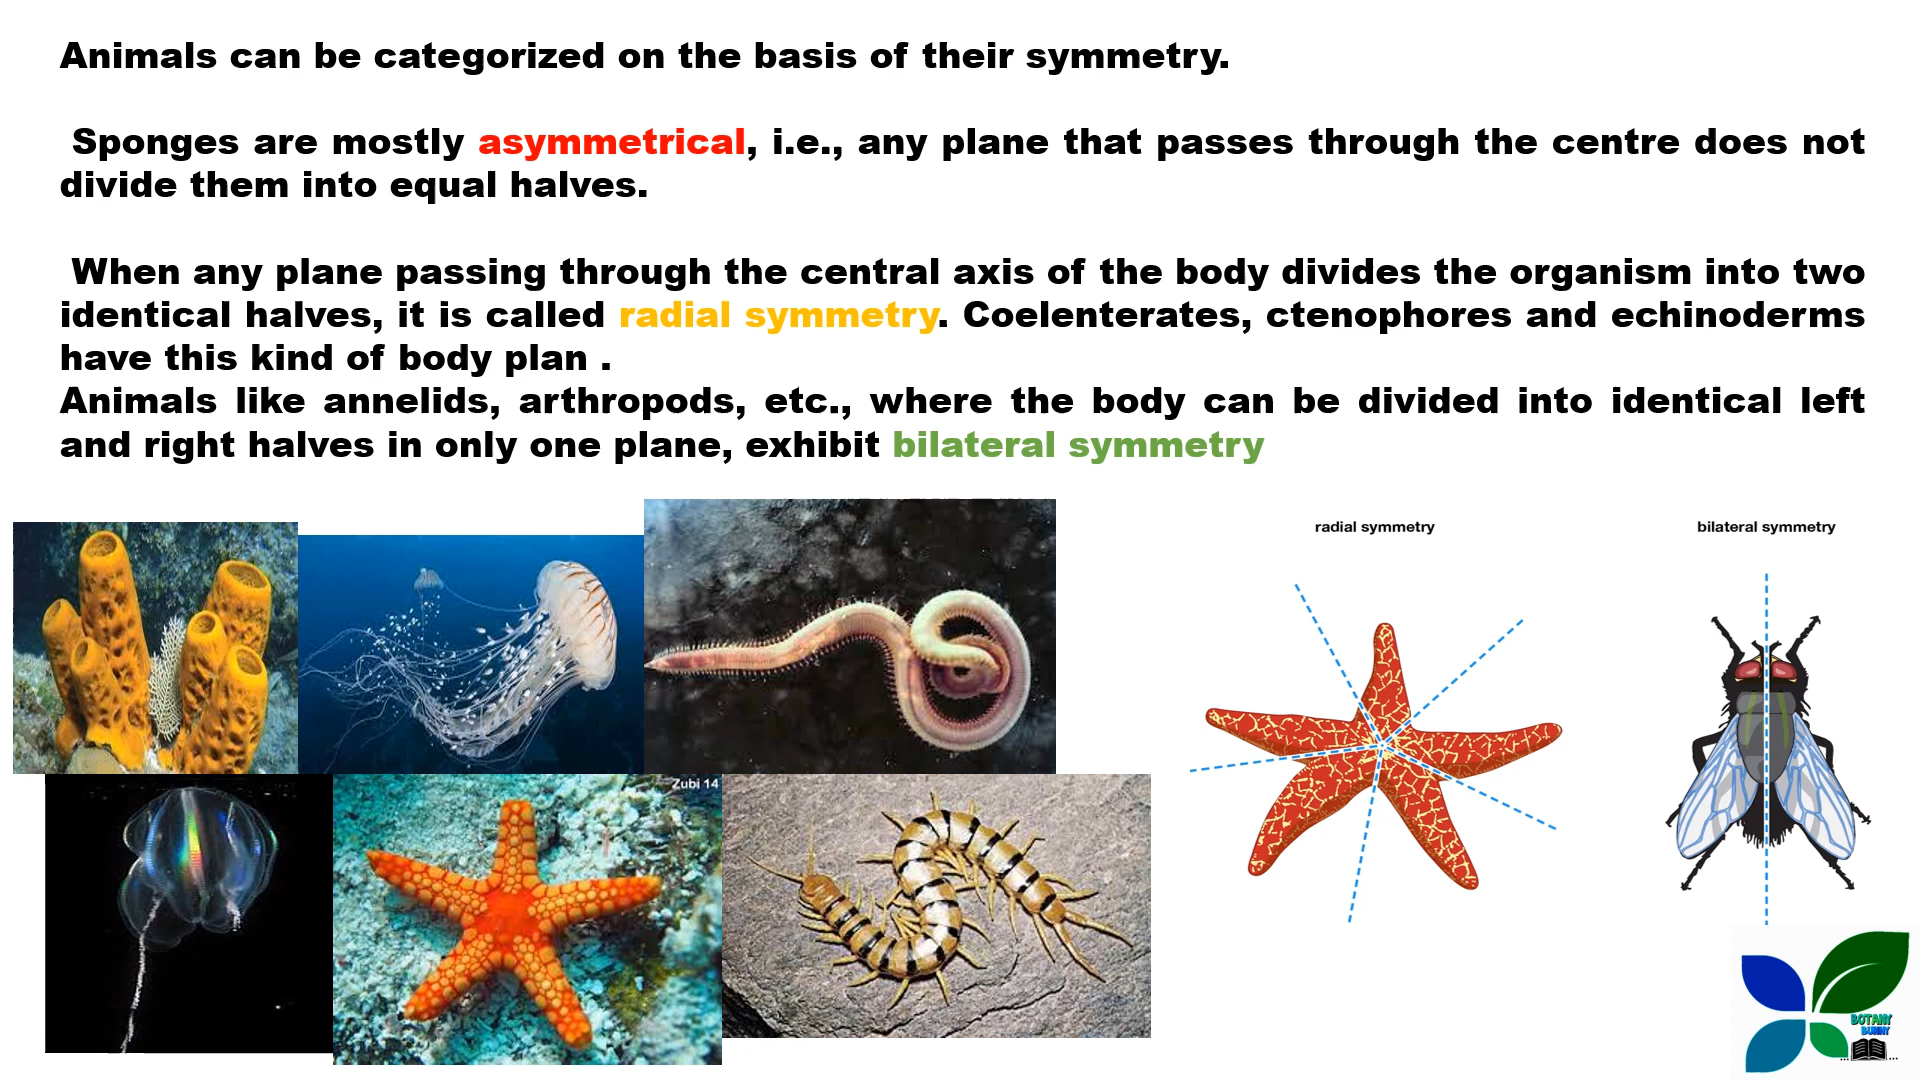 Animals can be categorized on the basis of their symmetry.
Sponges are mostly asymmetrical, i.e., any plane that passes through the centre does not
divide them into equal halves.
When any plane passing through the central axis of the body divides the organism into two
identical halves, it is called radial symmetry. Coelenterates, ctenophores and echinoderms
have this kind of body plan .
Animals like annelids, arthropods, etc., where the body can be divided into identical left
and right halves in only one plane, exhibit bilateral symmetry
radial symmetry
bilateral symmetry
Zubi 14
BOTANY
BUNNY